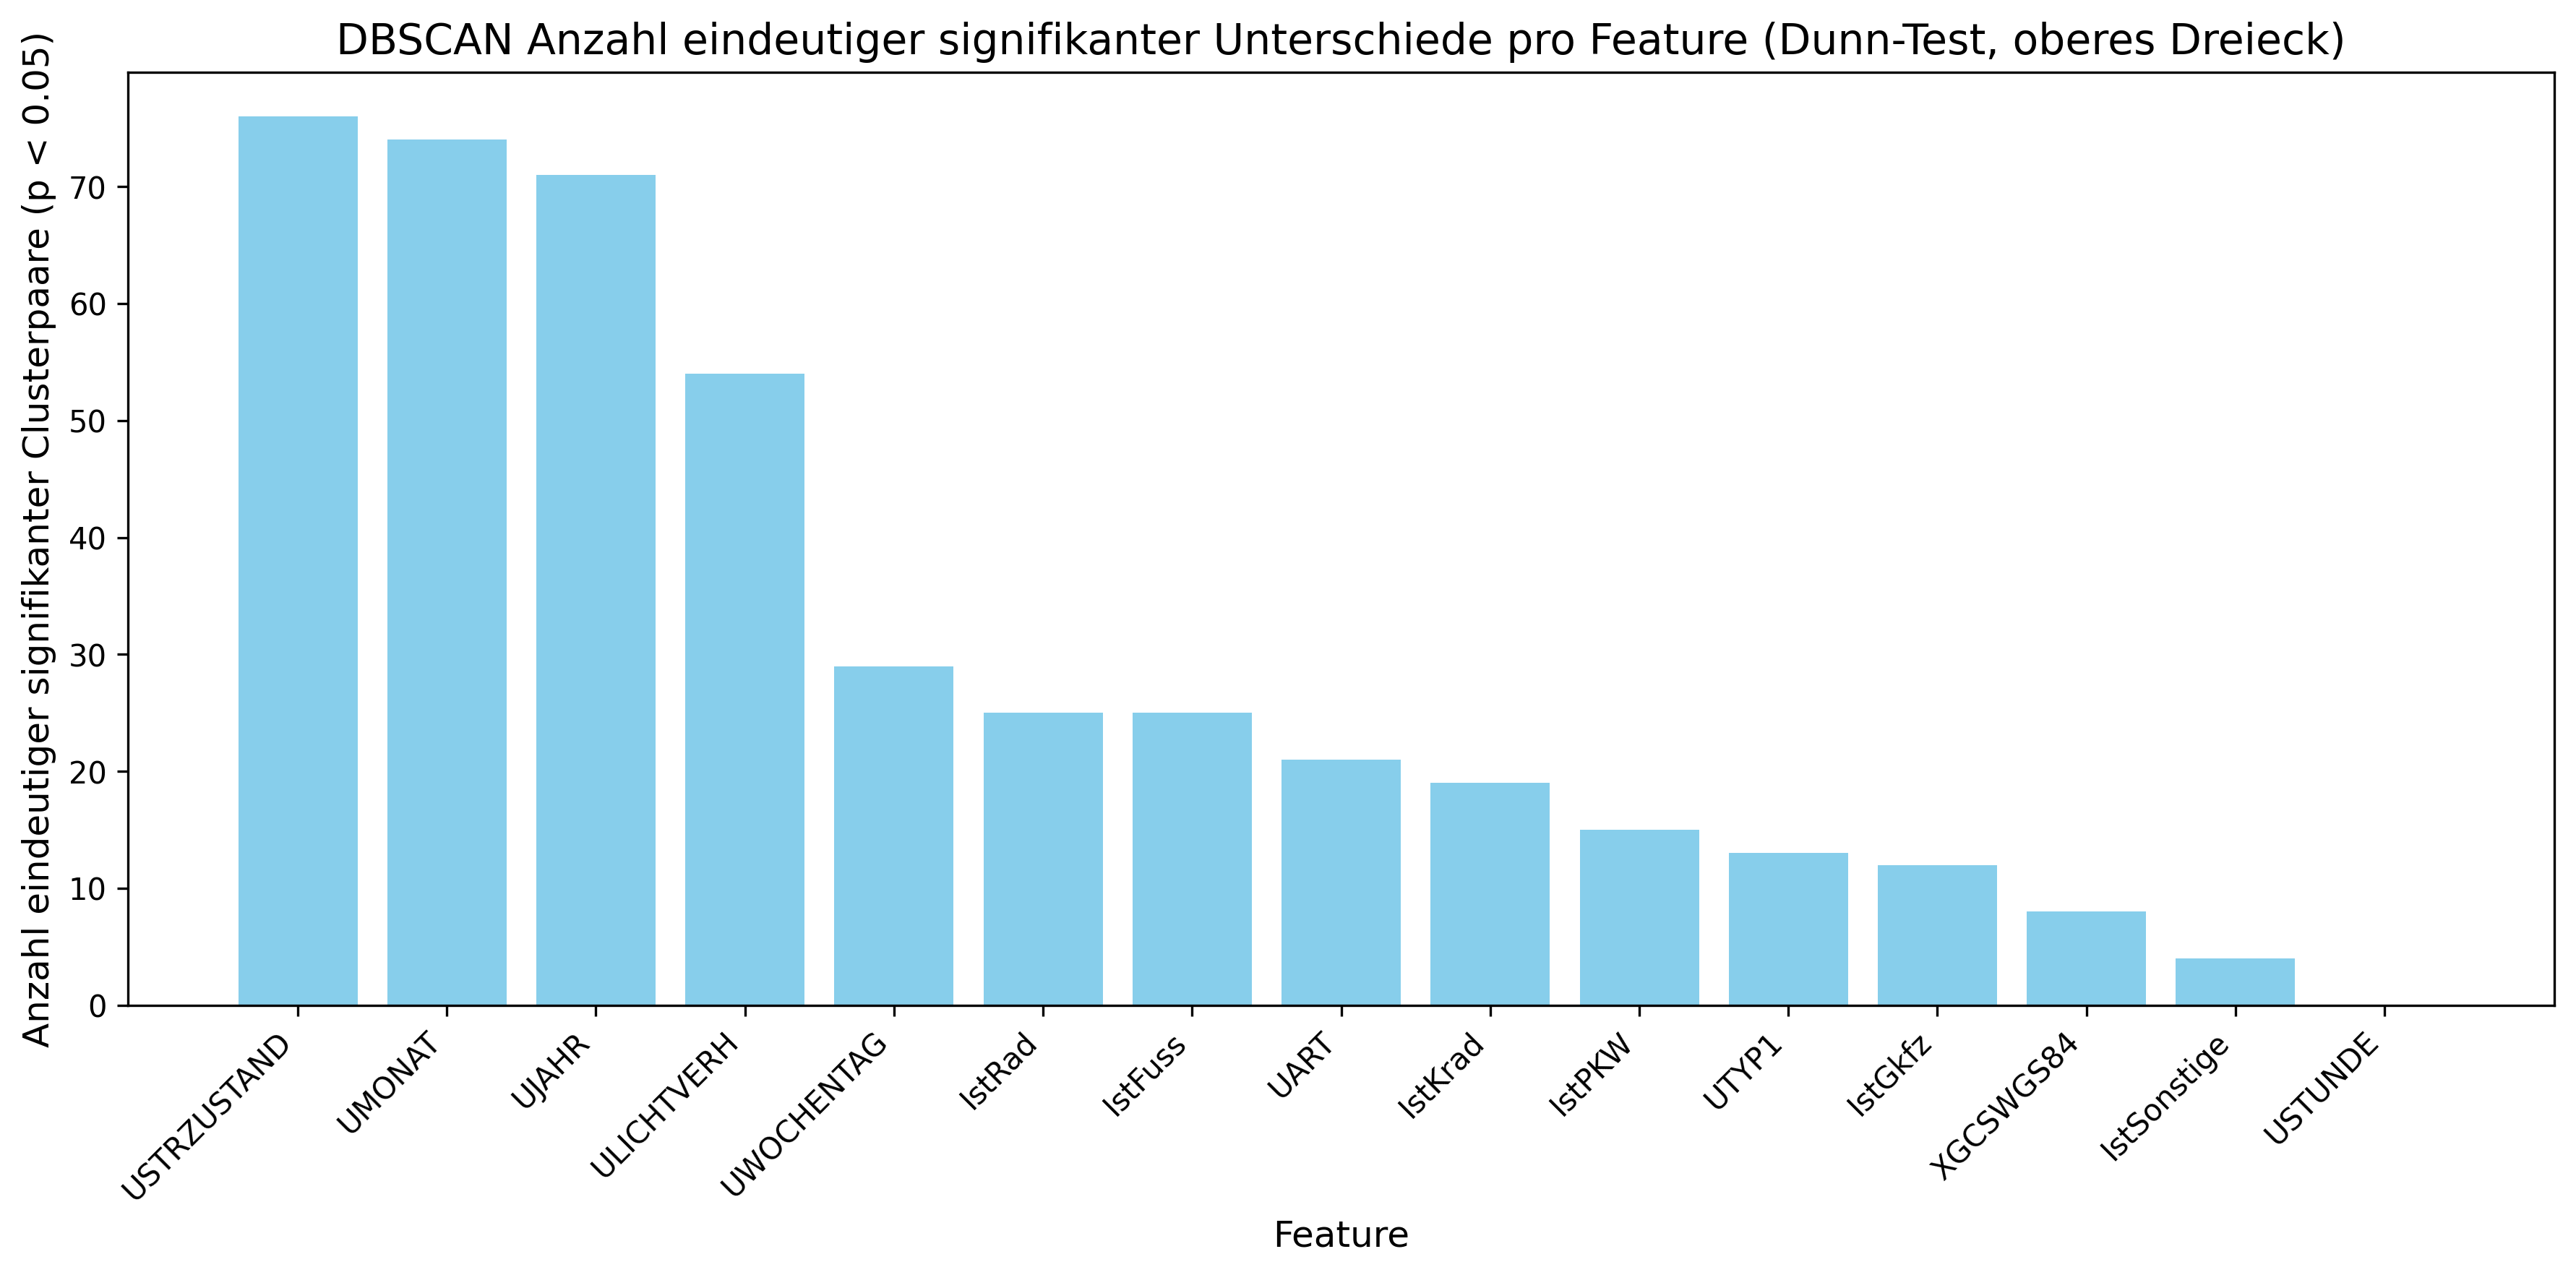 DBSCAN Anzahl eindeutiger signifikanter Unterschiede pro Feature (Dunn-Test, oberes Dreieck)
Anzahl eindeutiger signifikanter Clusterpaare (p < 0.05)
70
60
50
40
30
20
10
0
USTRZUSTAND
UMONAT
UJAHR
ULICHTVERH
UWOCHENTAG
IstRad
IstFuss
UART
IstKrad
IstPKW
UTYP1
IstGkfz
XGCSWGS84
IstSonstige
USTUNDE
Feature